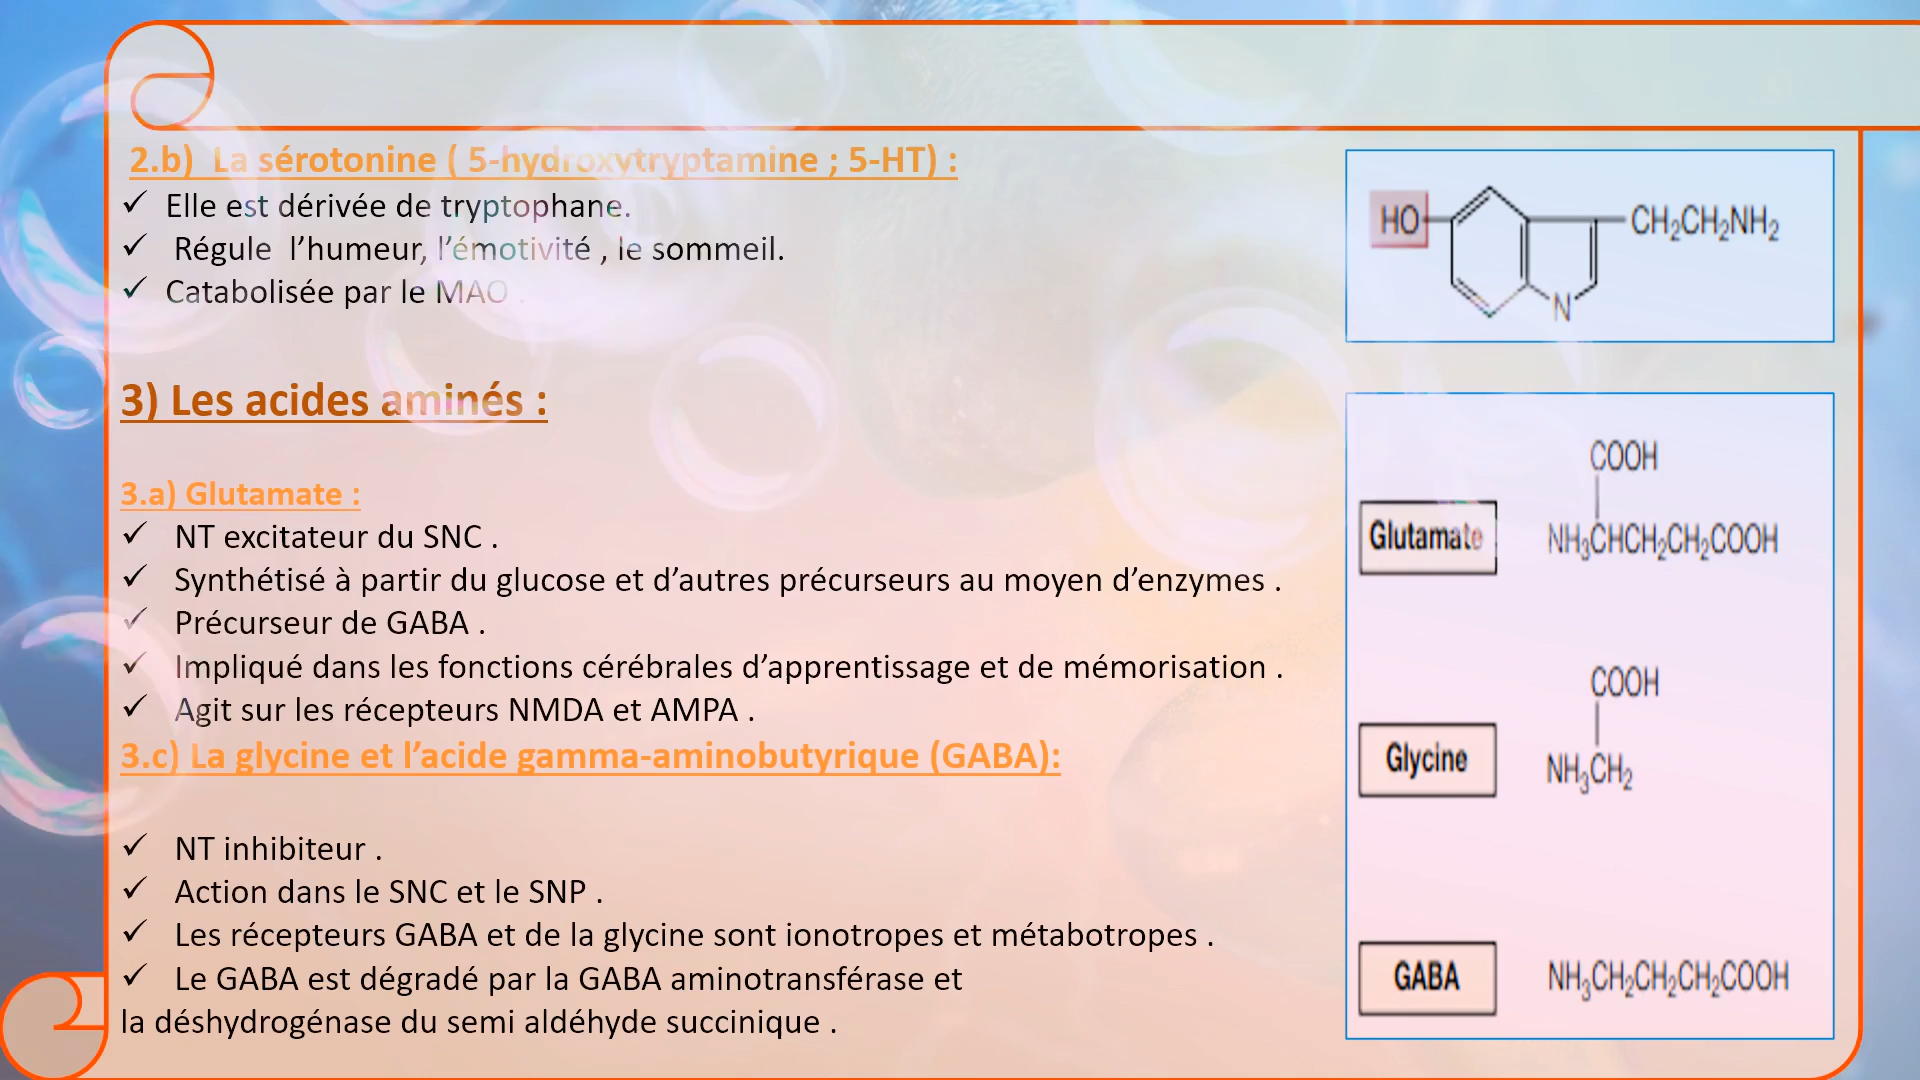 2.b) La sérotonine ( 5-hydroxytryptamine ; 5-HT) :
✓ Elle est dérivée de tryptophane.
✓ Régule l’humeur, l’émotivité , le sommeil.
✓ Catabolisée par le MAO .
3) Les acides aminés :
3.a) Glutamate :
✓ NT excitateur du SNC .
✓ Synthétisé à partir du glucose et d’autres précurseurs au moyen d’enzymes .
✓ Précurseur de GABA .
✓ Impliqué dans les fonctions cérébrales d’apprentissage et de mémorisation .
✓ Agit sur les récepteurs NMDA et AMPA .
3.c) La glycine et l’acide gamma-aminobutyrique (GABA):
✓ NT inhibiteur .
✓ Action dans le SNC et le SNP .
✓ Les récepteurs GABA et de la glycine sont ionotropes et métabotropes .
✓ Le GABA est dégradé par la GABA aminotransférase et
la déshydrogénase du semi aldéhyde succinique .
HO
CH₂CH₂NH₂
N
COOH
Glutamate
NH₃CHCH₂CH₂COOH
COOH
Glycine
NH₃CH₂
GABA
NH₃CH₂CH₂CH₂COOH